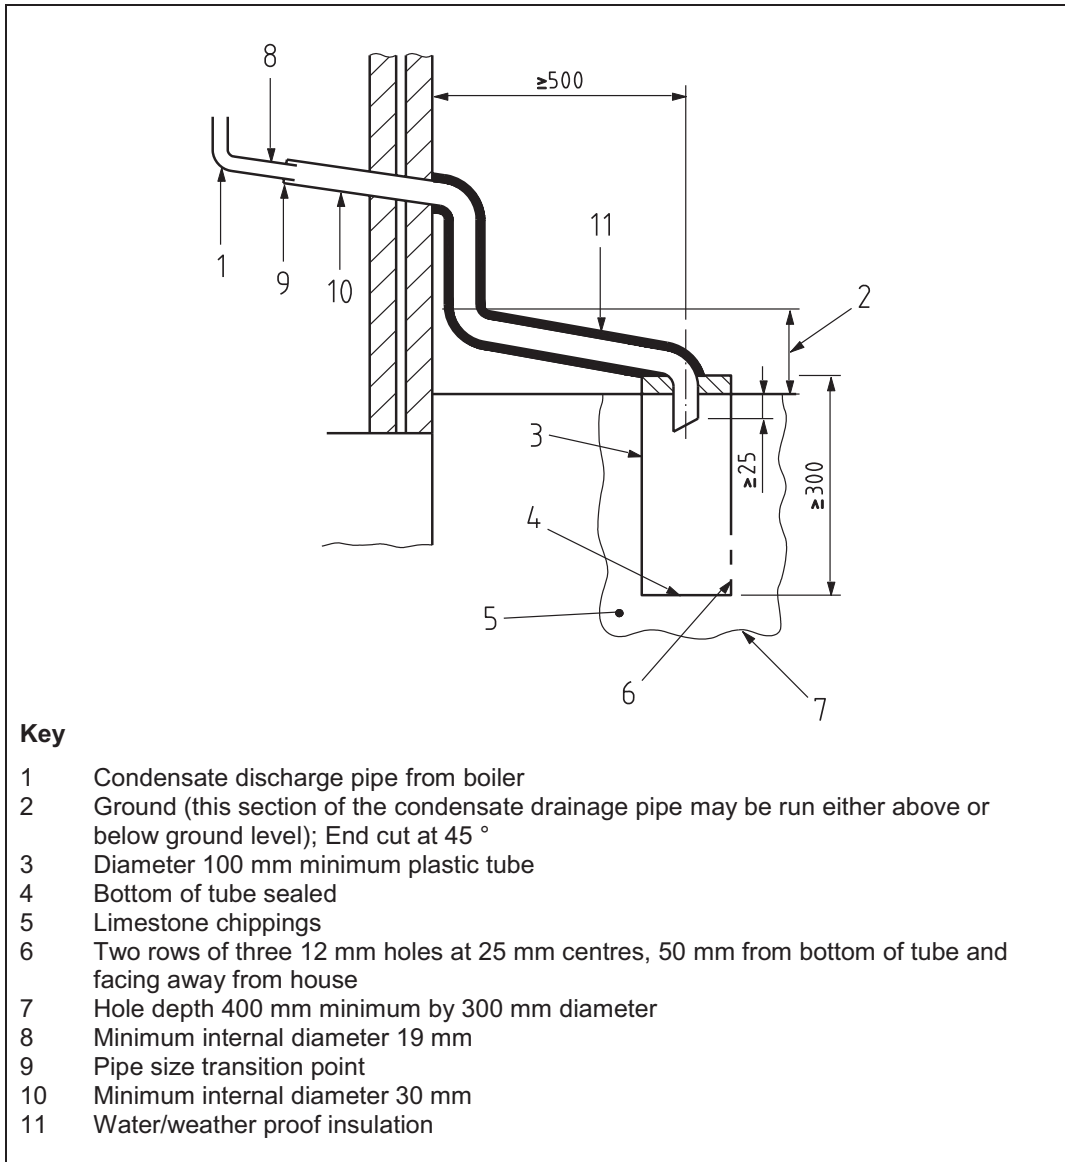 8
≥500
11
2
1
9
10
3
≥25
≥300
4
5
6
7
Key
1 Condensate discharge pipe from boiler
2 Ground (this section of the condensate drainage pipe may be run either above or
below ground level); End cut at 45 °
3 Diameter 100 mm minimum plastic tube
4 Bottom of tube sealed
5 Limestone chippings
6 Two rows of three 12 mm holes at 25 mm centres, 50 mm from bottom of tube and
facing away from house
7 Hole depth 400 mm minimum by 300 mm diameter
8 Minimum internal diameter 19 mm
9 Pipe size transition point
10 Minimum internal diameter 30 mm
11 Water/weather proof insulation